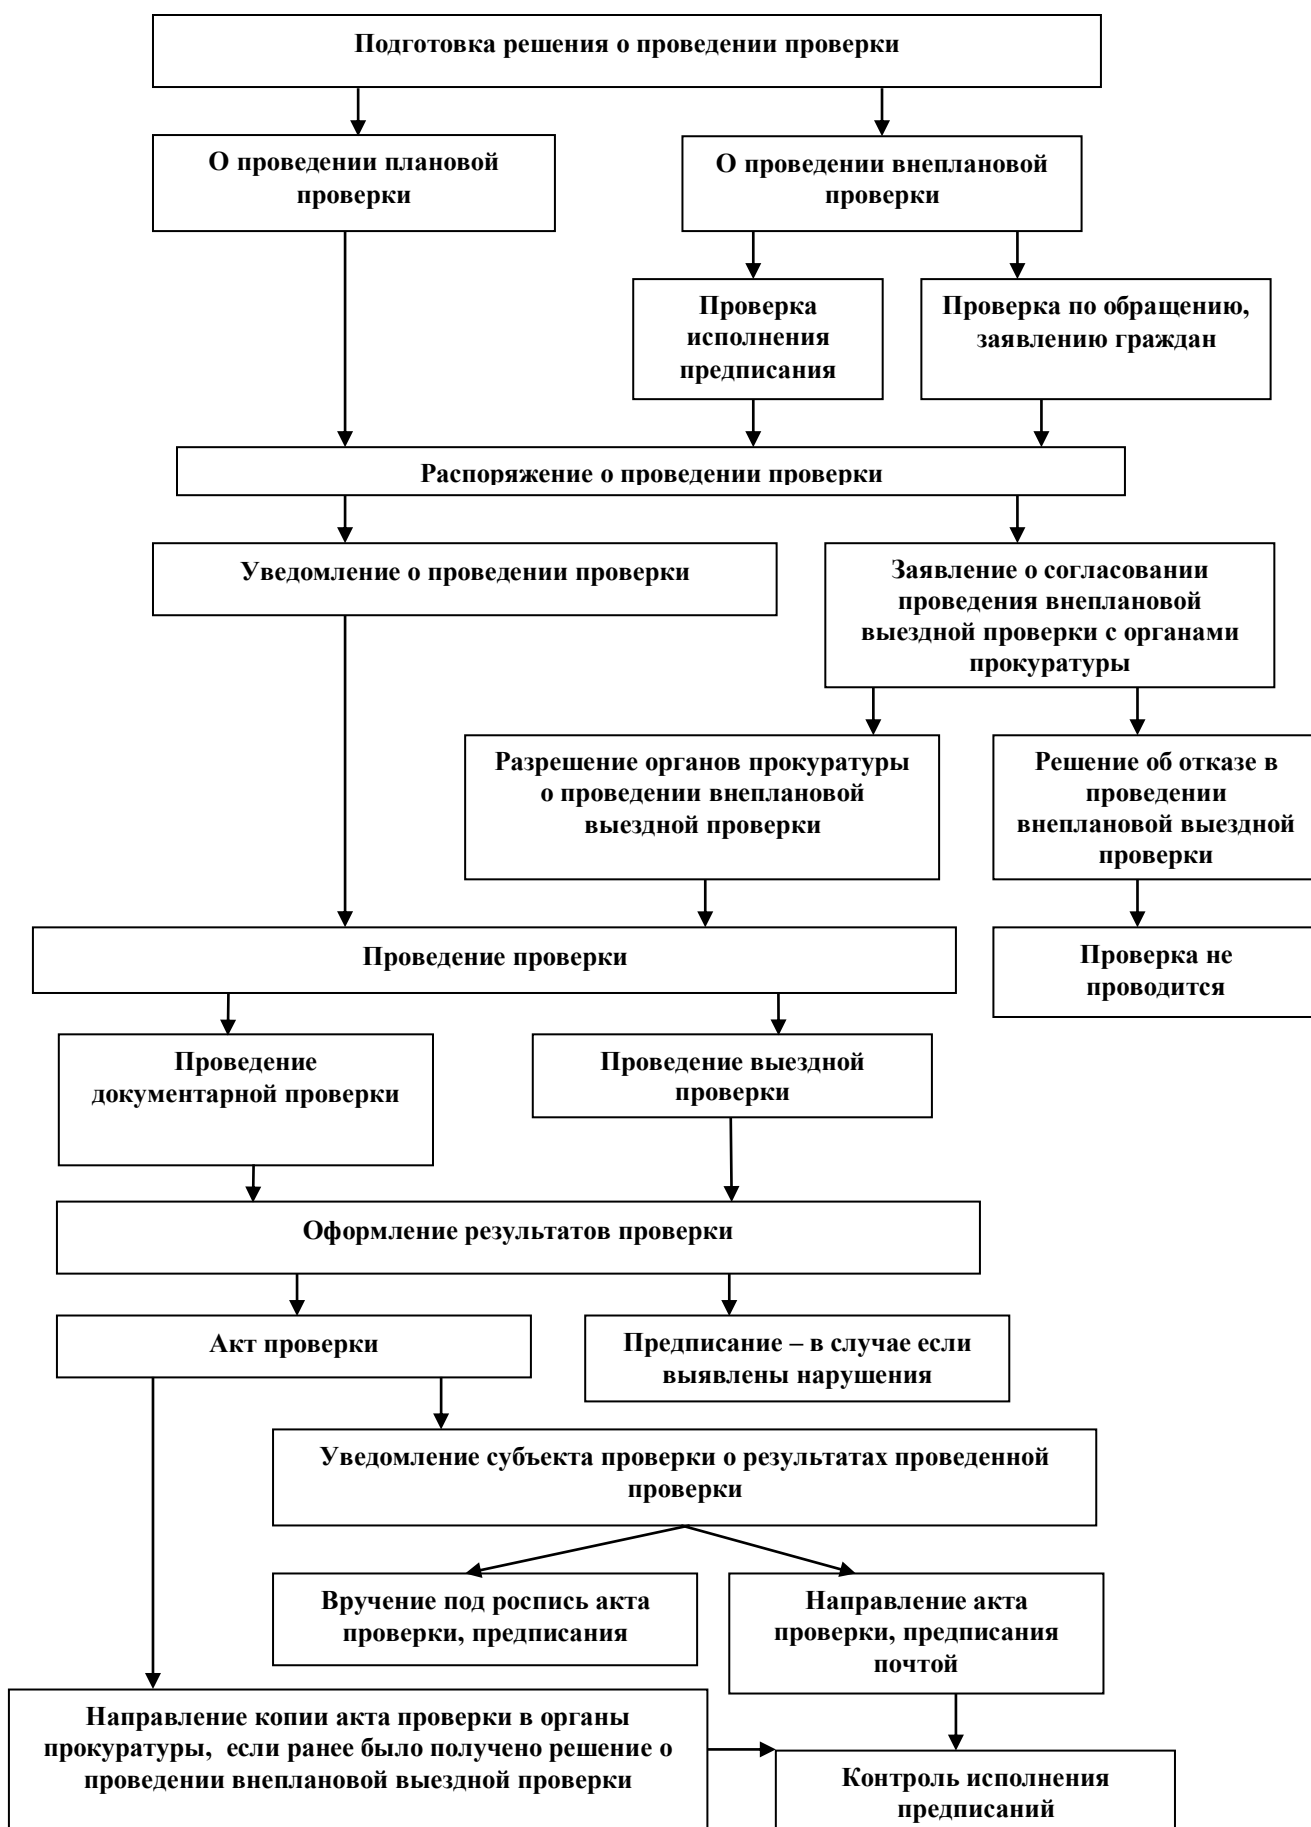 Подготовка решения о проведении проверки
О проведении плановой
проверки
О проведении внеплановой
проверки
Проверка
исполнения
предписания
Проверка по обращению,
заявлению граждан
Распоряжение о проведении проверки
Уведомление о проведении проверки
Заявление о согласовании
проведения внеплановой
выездной проверки с органами
прокуратуры
Разрешение органов прокуратуры
о проведении внеплановой
выездной проверки
Решение об отказе в
проведении
внеплановой выездной
проверки
Проведение проверки
Проверка не
проводится
Проведение
документарной проверки
Проведение выездной
проверки
Оформление результатов проверки
Акт проверки
Предписание – в случае если
выявлены нарушения
Уведомление субъекта проверки о результатах проведенной
проверки
Вручение под роспись акта
проверки, предписания
Направление акта
проверки, предписания
почтой
Направление копии акта проверки в органы
прокуратуры, если ранее было получено решение о
проведении внеплановой выездной проверки
Контроль исполнения
предписаний